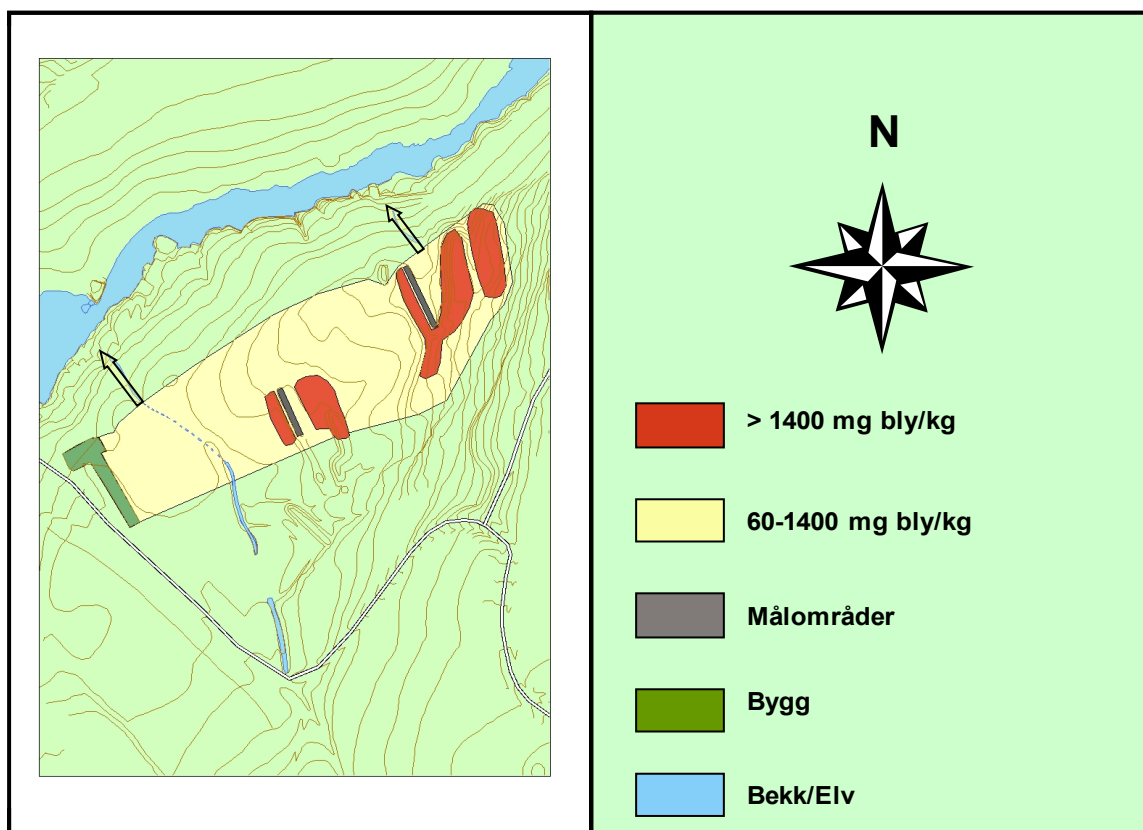 N
> 1400 mg bly/kg
60-1400 mg bly/kg
Målområder
Bygg
Bekk/Elv